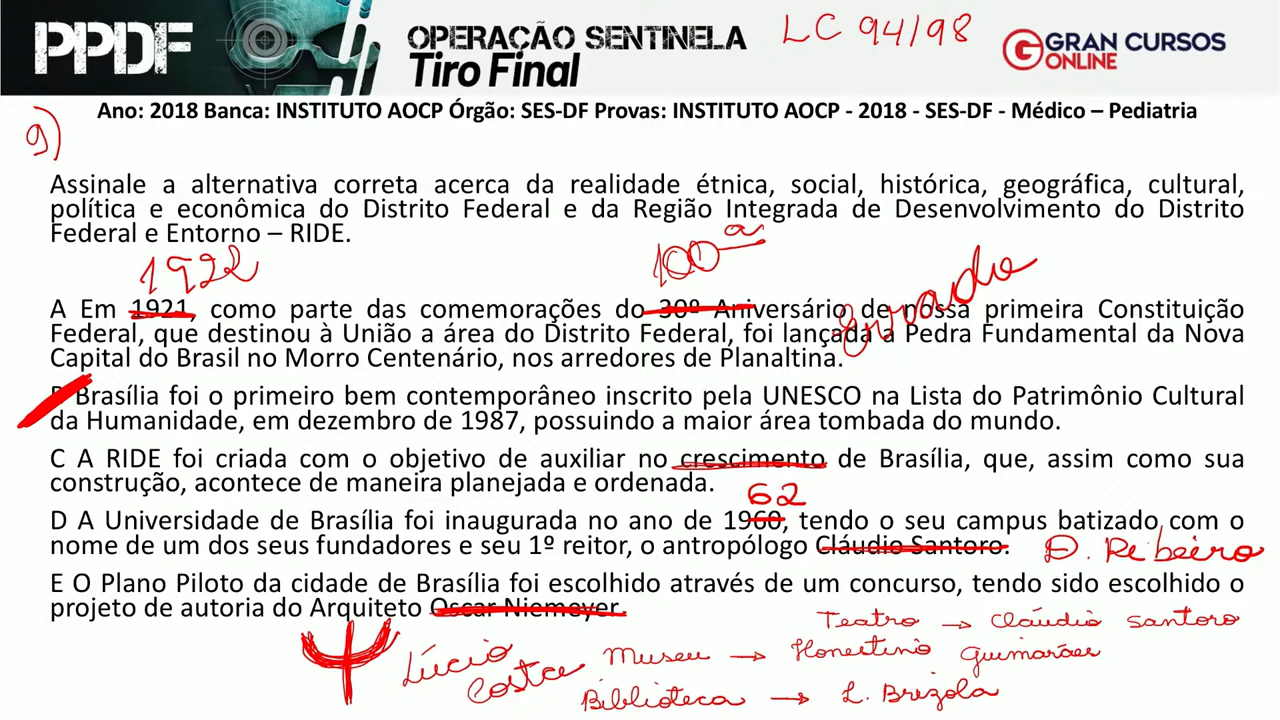 PPDF
OPERAÇÃO SENTINELA
Tiro Final
LC 94/98
GRAN CURSOS
ONLINE
Ano: 2018 Banca: INSTITUTO AOCP Órgão: SES-DF Provas: INSTITUTO AOCP - 2018 - SES-DF - Médico – Pediatria
9)
Assinale a alternativa correta acerca da realidade étnica, social, histórica, geográfica, cultural,
política e econômica do Distrito Federal e da Região Integrada de Desenvolvimento do Distrito
Federal e Entorno – RIDE.
1922 100ª
A Em 1921, como parte das comemorações do 30º Aniversário de nossa primeira Constituição
Federal, que destinou à União a área do Distrito Federal, foi lançada a Pedra Fundamental da Nova
Capital do Brasil no Morro Centenário, nos arredores de Planaltina.
Errado
B Brasília foi o primeiro bem contemporâneo inscrito pela UNESCO na Lista do Patrimônio Cultural
da Humanidade, em dezembro de 1987, possuindo a maior área tombada do mundo.
C A RIDE foi criada com o objetivo de auxiliar no crescimento de Brasília, que, assim como sua
construção, acontece de maneira planejada e ordenada.
62
D A Universidade de Brasília foi inaugurada no ano de 1960, tendo o seu campus batizado com o
nome de um dos seus fundadores e seu 1º reitor, o antropólogo Cláudio Santoro. D. Ribeiro
E O Plano Piloto da cidade de Brasília foi escolhido através de um concurso, tendo sido escolhido o
projeto de autoria do Arquiteto Oscar Niemeyer.
Lúcio
Costa
Teatro → Cláudio Santoro
Museu → Honestino Guimarães
Biblioteca → L. Brizola